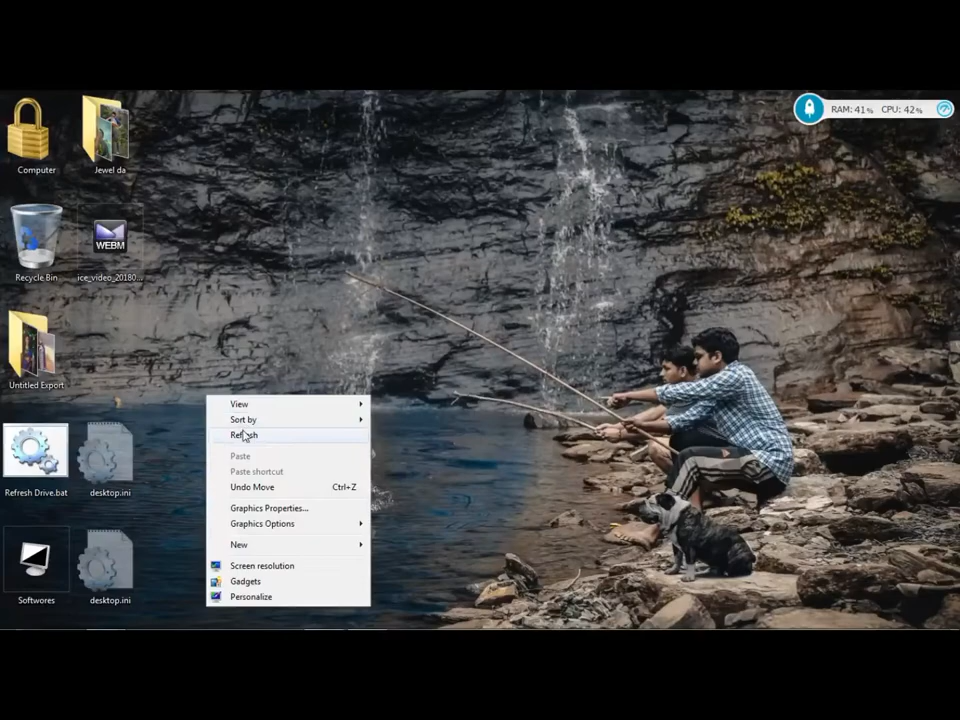 RAM: 41% CPU: 42%
Computer
Jewel da
WEBM
Recycle Bin
ice_video_20180...
Untitled Export
Refresh Drive.bat
desktop.ini
Softwores
desktop.ini
View
Sort by
Refresh
Paste
Paste shortcut
Undo Move Ctrl+Z
Graphics Properties...
Graphics Options
New
Screen resolution
Gadgets
Personalize